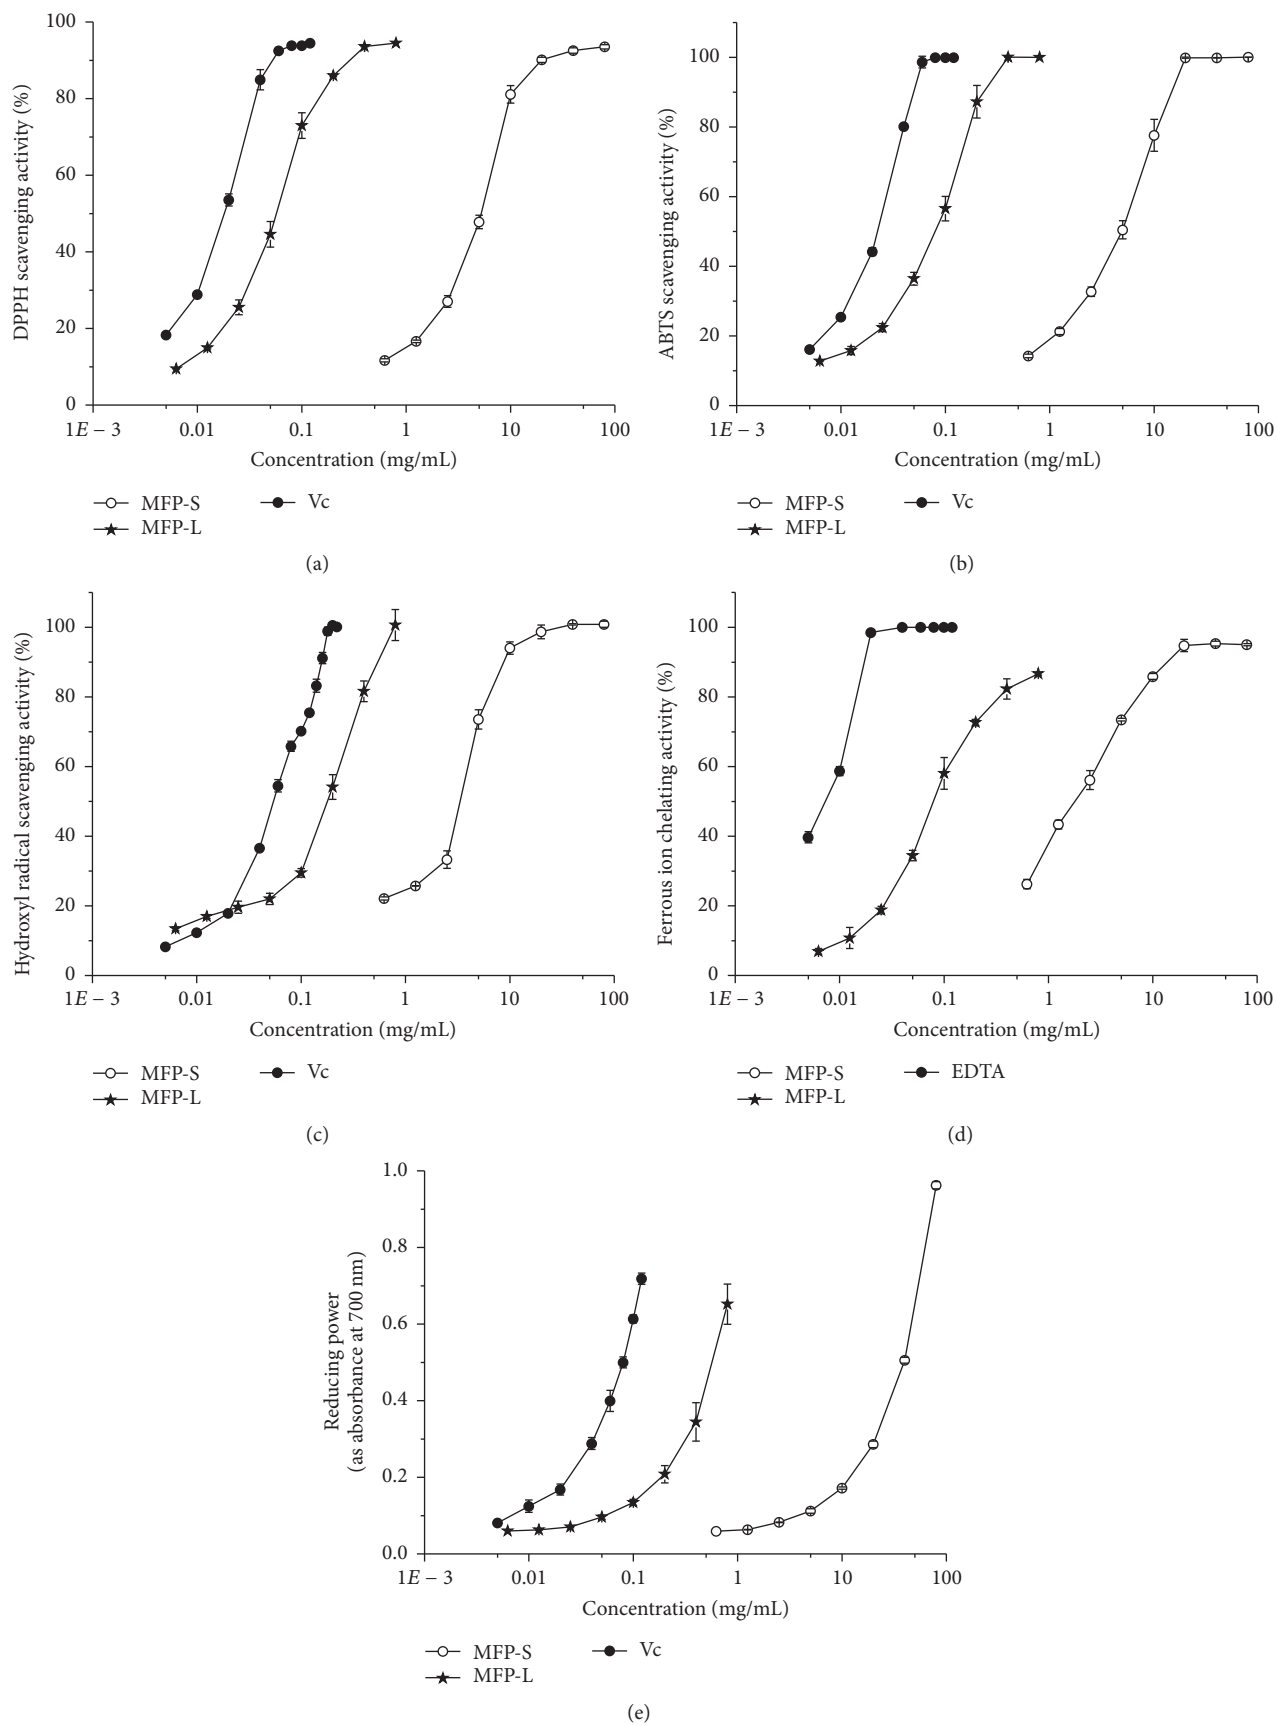 100
80
60
40
20
0
DPPH scavenging activity (%)
1E − 3 0.01 0.1 1 10 100
Concentration (mg/mL)
MFP-S Vc
MFP-L
(a)
100
80
60
40
20
0
ABTS scavenging activity (%)
1E − 3 0.01 0.1 1 10 100
Concentration (mg/mL)
MFP-S Vc
MFP-L
(b)
100
80
60
40
20
0
Hydroxyl radical scavenging activity (%)
1E − 3 0.01 0.1 1 10 100
Concentration (mg/mL)
MFP-S Vc
MFP-L
(c)
100
80
60
40
20
0
Ferrous ion chelating activity (%)
1E − 3 0.01 0.1 1 10 100
Concentration (mg/mL)
MFP-S EDTA
MFP-L
(d)
1.0
0.8
0.6
0.4
0.2
0.0
Reducing power
(as absorbance at 700 nm)
1E − 3 0.01 0.1 1 10 100
Concentration (mg/mL)
MFP-S Vc
MFP-L
(e)